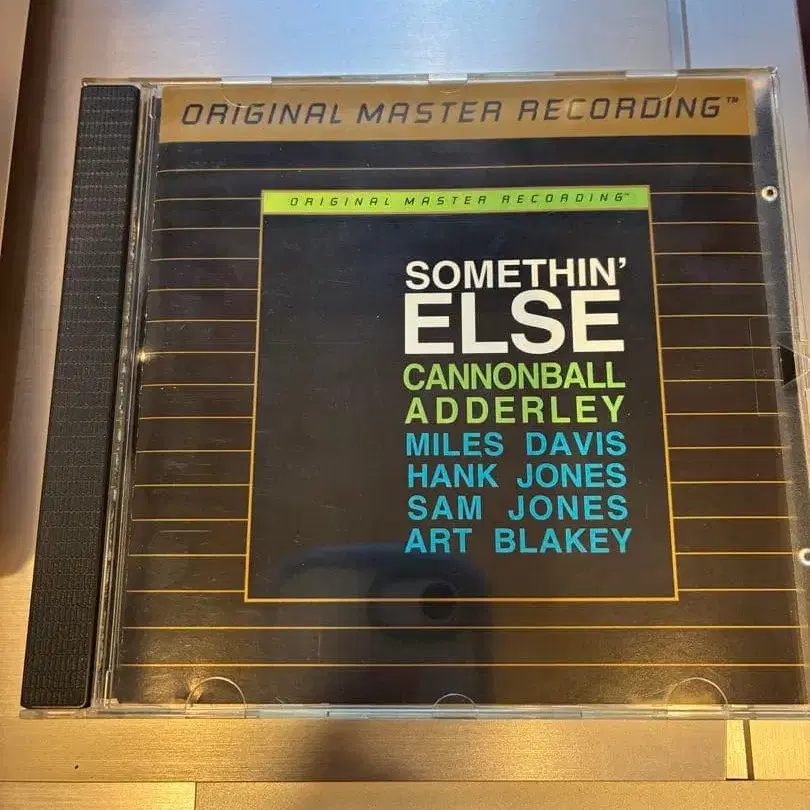 ORIGINAL MASTER RECORDING™
ORIGINAL MASTER RECORDING™
SOMETHIN'
ELSE
CANNONBALL
ADDERLEY
MILES DAVIS
HANK JONES
SAM JONES
ART BLAKEY